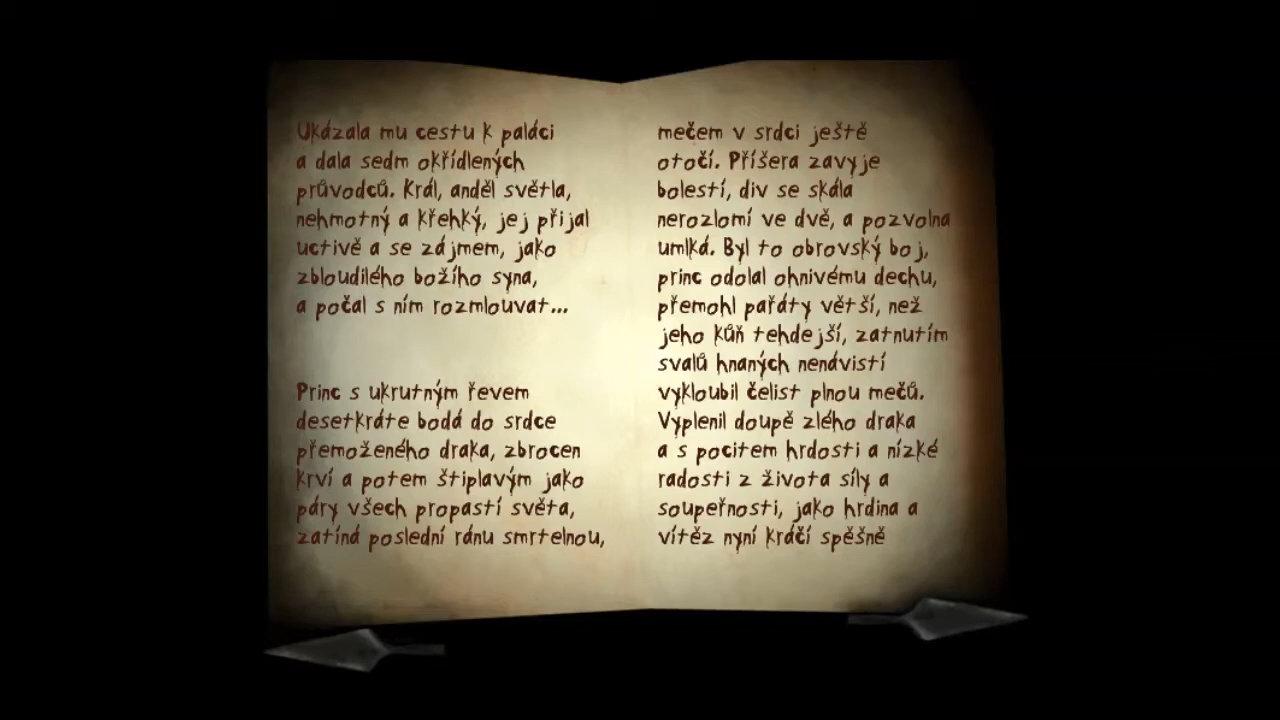 Ukázala mu cestu k paláci
a dala sedm okřídlených
průvodců. Král, anděl světla,
nehmotný a křehký, jej přijal
uctivě a se zájmem, jako
zbloudilého božího syna,
a počal s ním rozmlouvat...
Princ s ukrutným řevem
desetkráte bodá do srdce
přemoženého draka, zbrocen
krví a potem štiplavým jako
páry všech propastí světa,
zatíná poslední ránu smrtelnou,
mečem v srdci ještě
otočí. Příšera zavyje
bolestí, div se skála
nerozlomí ve dvě, a pozvolna
umlká. Byl to obrovský boj,
princ odolal ohnivému dechu,
přemohl pařáty větší, než
jeho kůň tehdejší, zatnutím
svalů hnaných nenávistí
vykloubil čelist plnou mečů.
Vyplenil doupě zlého draka
a s pocitem hrdosti a nízké
radosti z života síly a
soupeřnosti, jako hrdina a
vítěz nyní kráčí spěšně